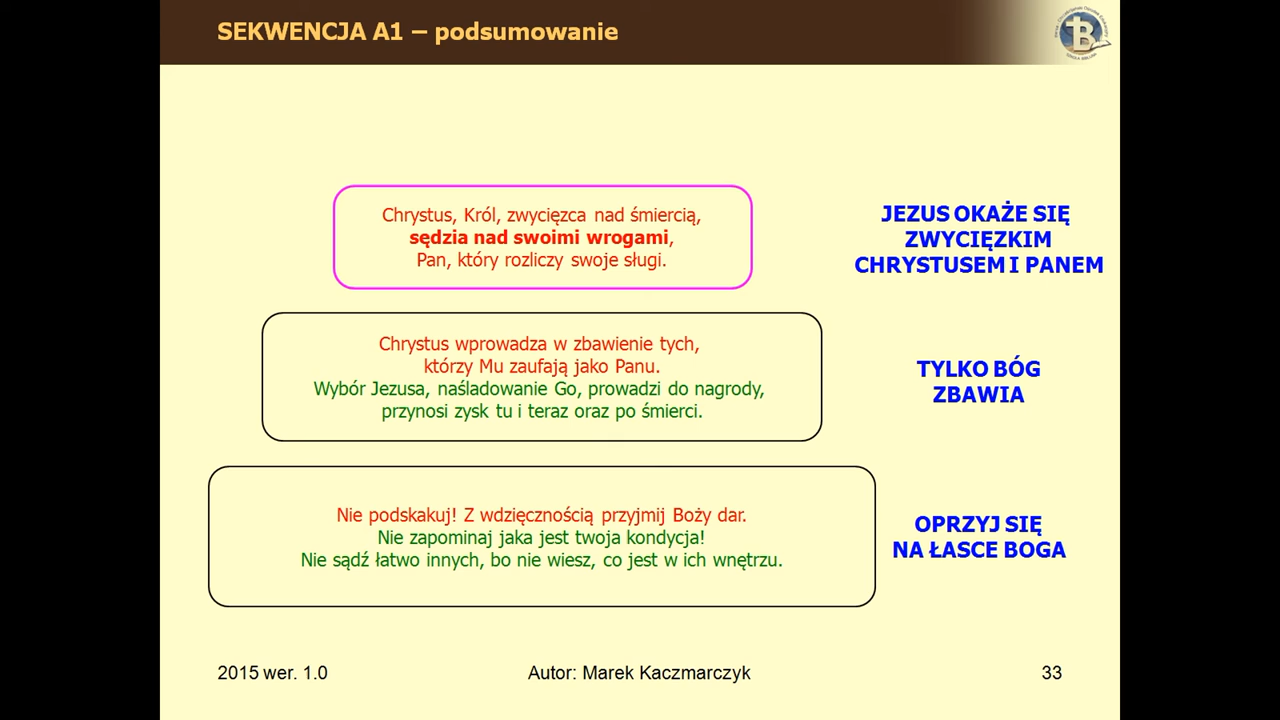 SEKWENCJA A1 – podsumowanie
Chrystus, Król, zwycięzca nad śmiercią,
sędzia nad swoimi wrogami,
Pan, który rozliczy swoje sługi.
JEZUS OKAŻE SIĘ
ZWYCIĘZKIM
CHRYSTUSEM I PANEM
Chrystus wprowadza w zbawienie tych,
którzy Mu zaufają jako Panu.
Wybór Jezusa, naśladowanie Go, prowadzi do nagrody,
przynosi zysk tu i teraz oraz po śmierci.
TYLKO BÓG
ZBAWIA
Nie podskakuj! Z wdzięcznością przyjmij Boży dar.
Nie zapominaj jaka jest twoja kondycja!
Nie sądź łatwo innych, bo nie wiesz, co jest w ich wnętrzu.
OPRZYJ SIĘ
NA ŁASCE BOGA
2015 wer. 1.0
Autor: Marek Kaczmarczyk
33